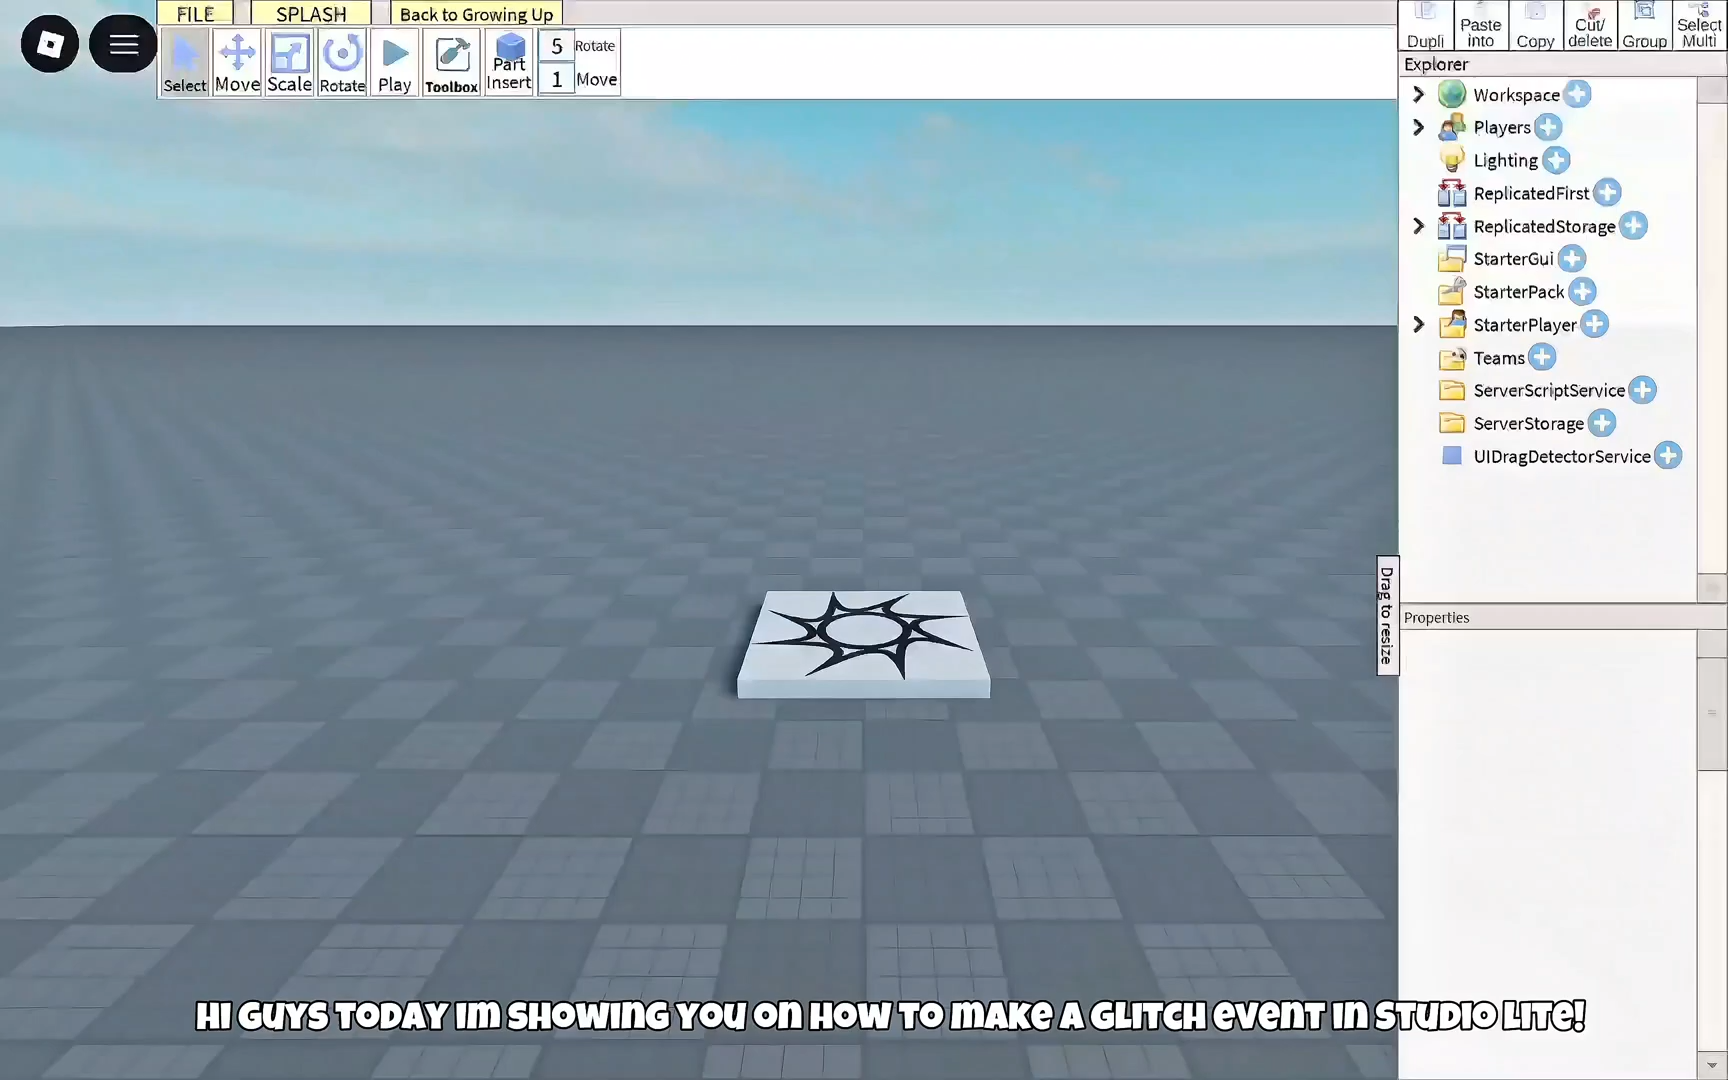 FILE
SPLASH
Back to Growing Up
Select
Move
Scale
Rotate
Play
Toolbox
Part
Insert
5 Rotate
1 Move
Dupli
Paste
into
Copy
Cut/
delete
Group
Select
Multi
Explorer
Workspace
Players
Lighting
ReplicatedFirst
ReplicatedStorage
StarterGui
StarterPack
StarterPlayer
Teams
ServerScriptService
ServerStorage
UIDragDetectorService
Drag to resize
Properties
HI GUYS TODAY IM SHOWING YOU ON HOW TO MAKE A GLITCH EVENT IN STUDIO LITE!